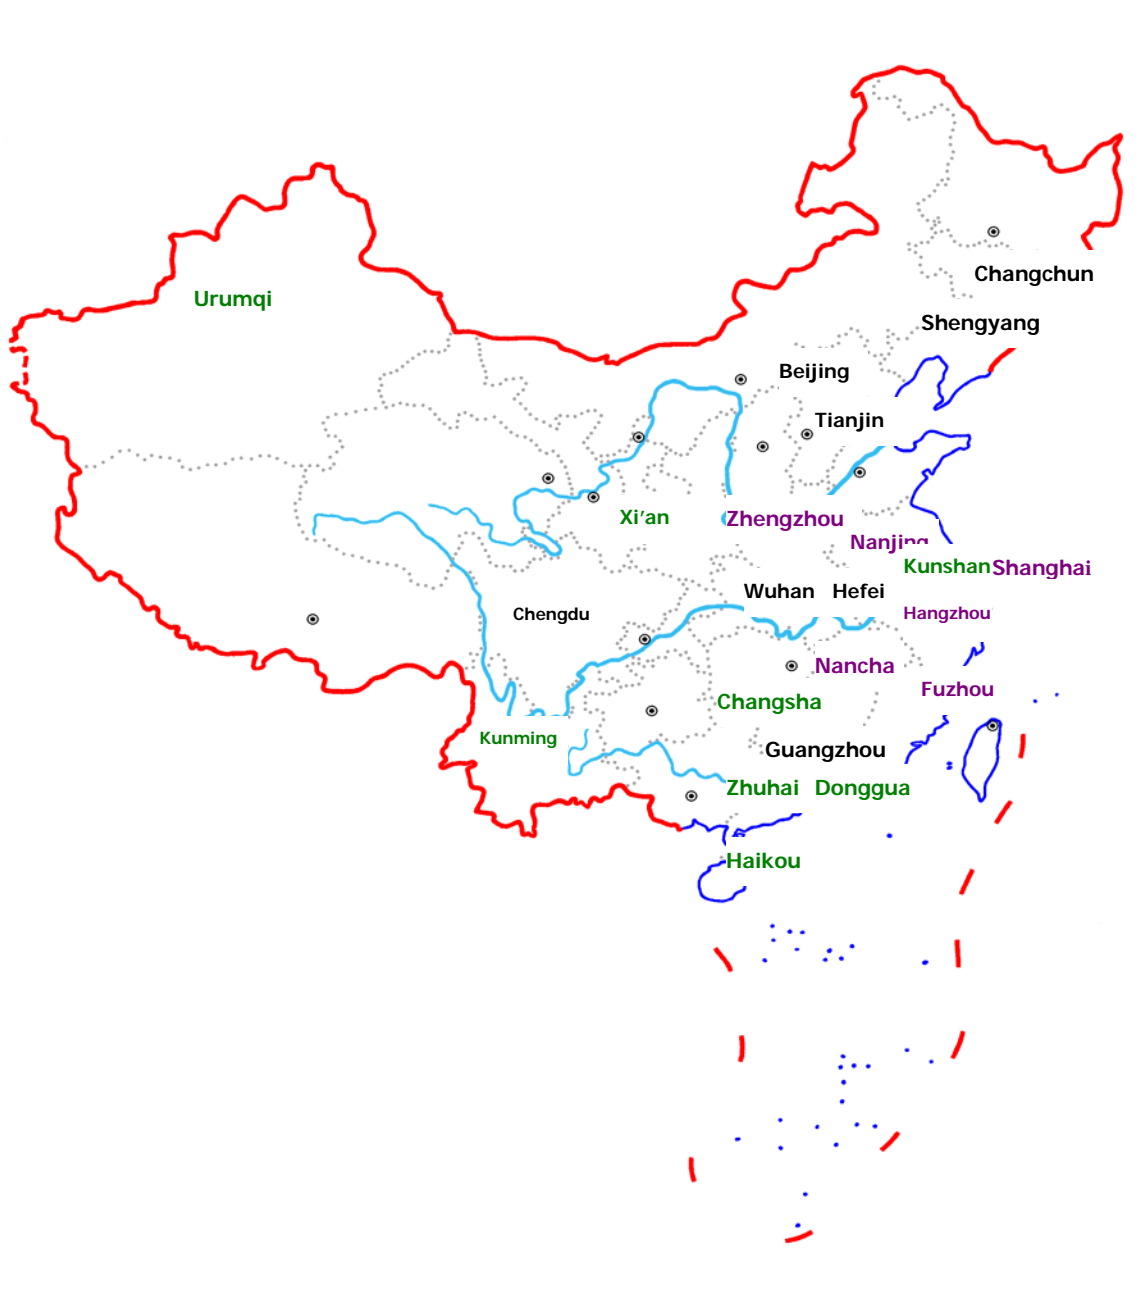 Changchun
Urumqi
Shengyang
Beijing
Tianjin
Xi'an
Zhengzhou
Nanjing
Kunshan
Shanghai
Wuhan
Hefei
Chengdu
Hangzhou
Nancha
Fuzhou
Changsha
Kunming
Guangzhou
Zhuhai
Donggua
Haikou